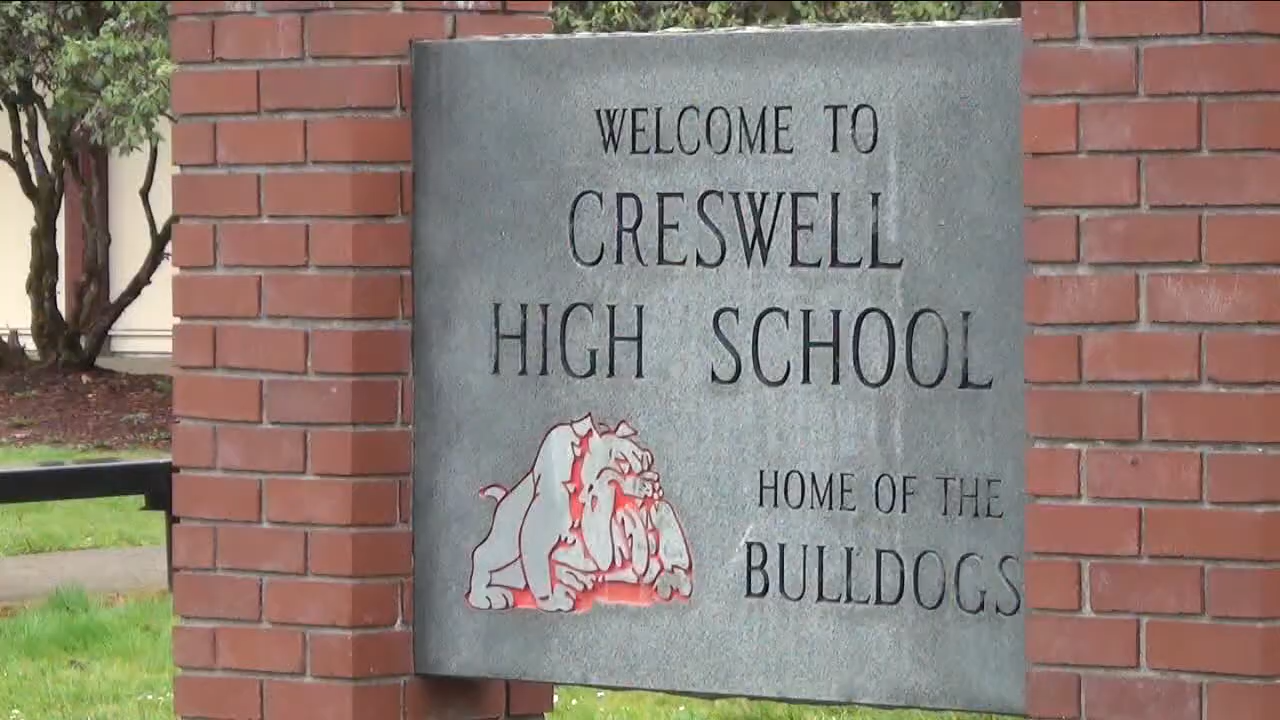 WELCOME TO
CRESWELL
HIGH SCHOOL
HOME OF THE
BULLDOGS